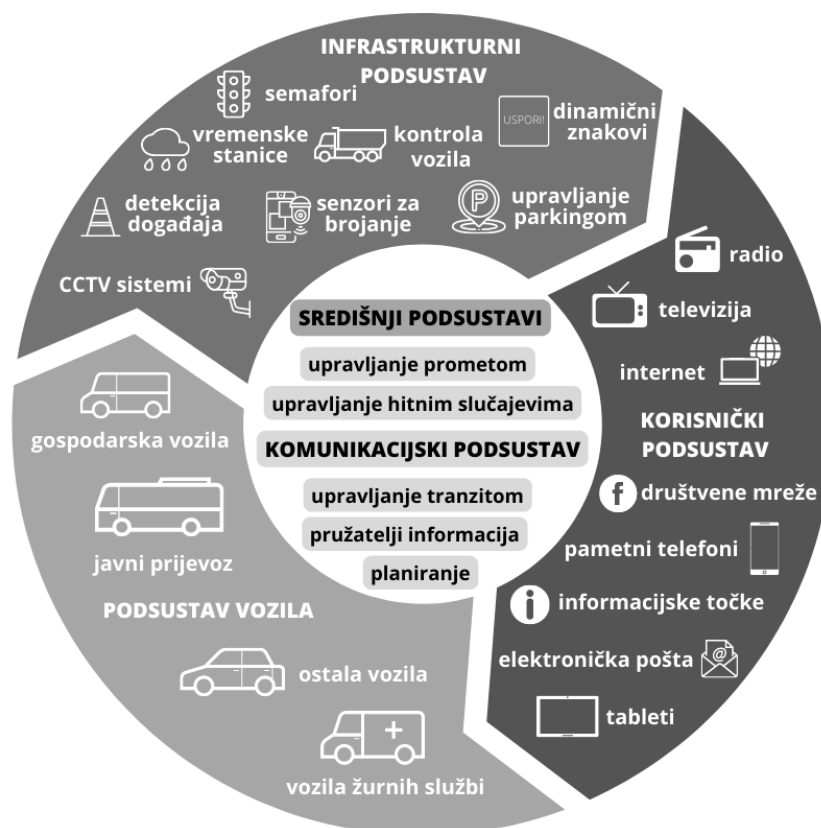 INFRASTRUKTURNI
PODSUSTAV
semafori
vremenske
stanice
kontrola
vozila
USPORI!
dinamični
znakovi
detekcija
događaja
senzori za
brojanje
P
upravljanje
parkingom
CCTV sistemi
radio
televizija
internet
KORISNIČKI
PODSUSTAV
f društvene mreže
pametni telefoni
i informacijske točke
elektronička pošta @
tableti
SREDIŠNJI PODSUSTAVI
upravljanje prometom
upravljanje hitnim slučajevima
KOMUNIKACIJSKI PODSUSTAV
upravljanje tranzitom
pružatelji informacija
planiranje
gospodarska vozila
javni prijevoz
PODSUSTAV VOZILA
ostala vozila
vozila žurnih službi